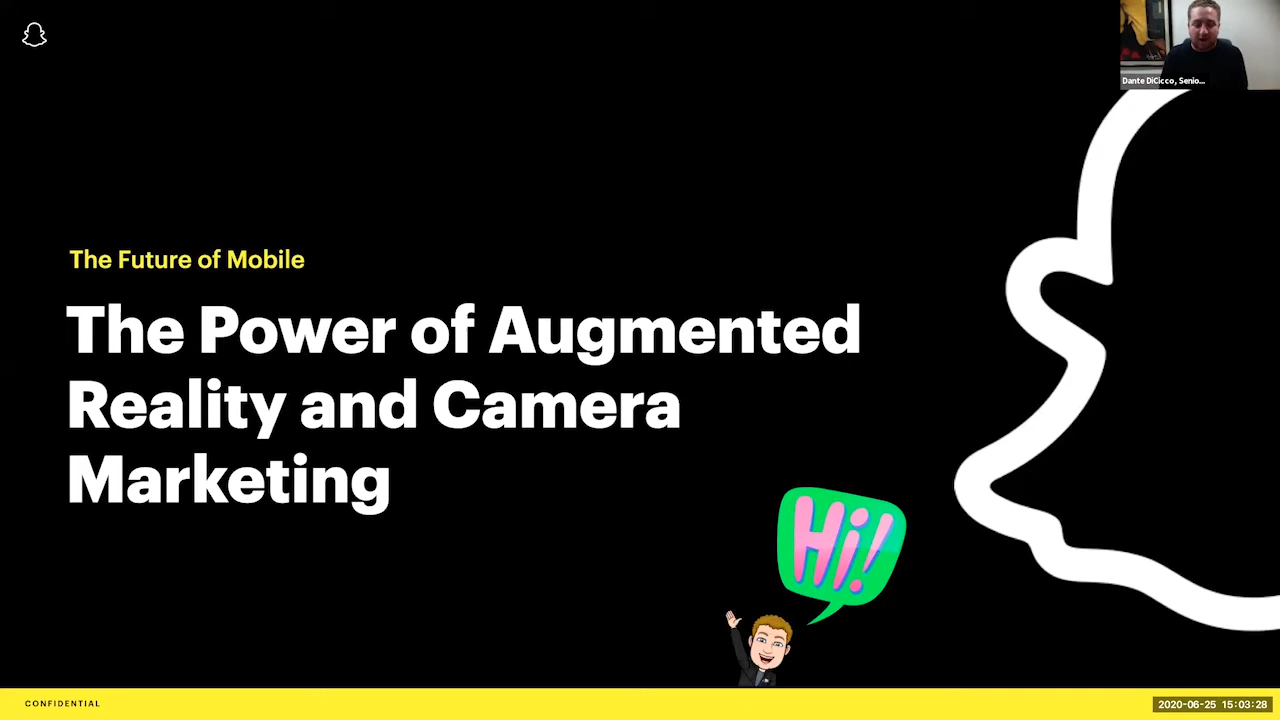 Dante DiCicco, Senio...
The Future of Mobile
The Power of Augmented
Reality and Camera
Marketing
Hi!
CONFIDENTIAL
2020-06-25 15:03:28